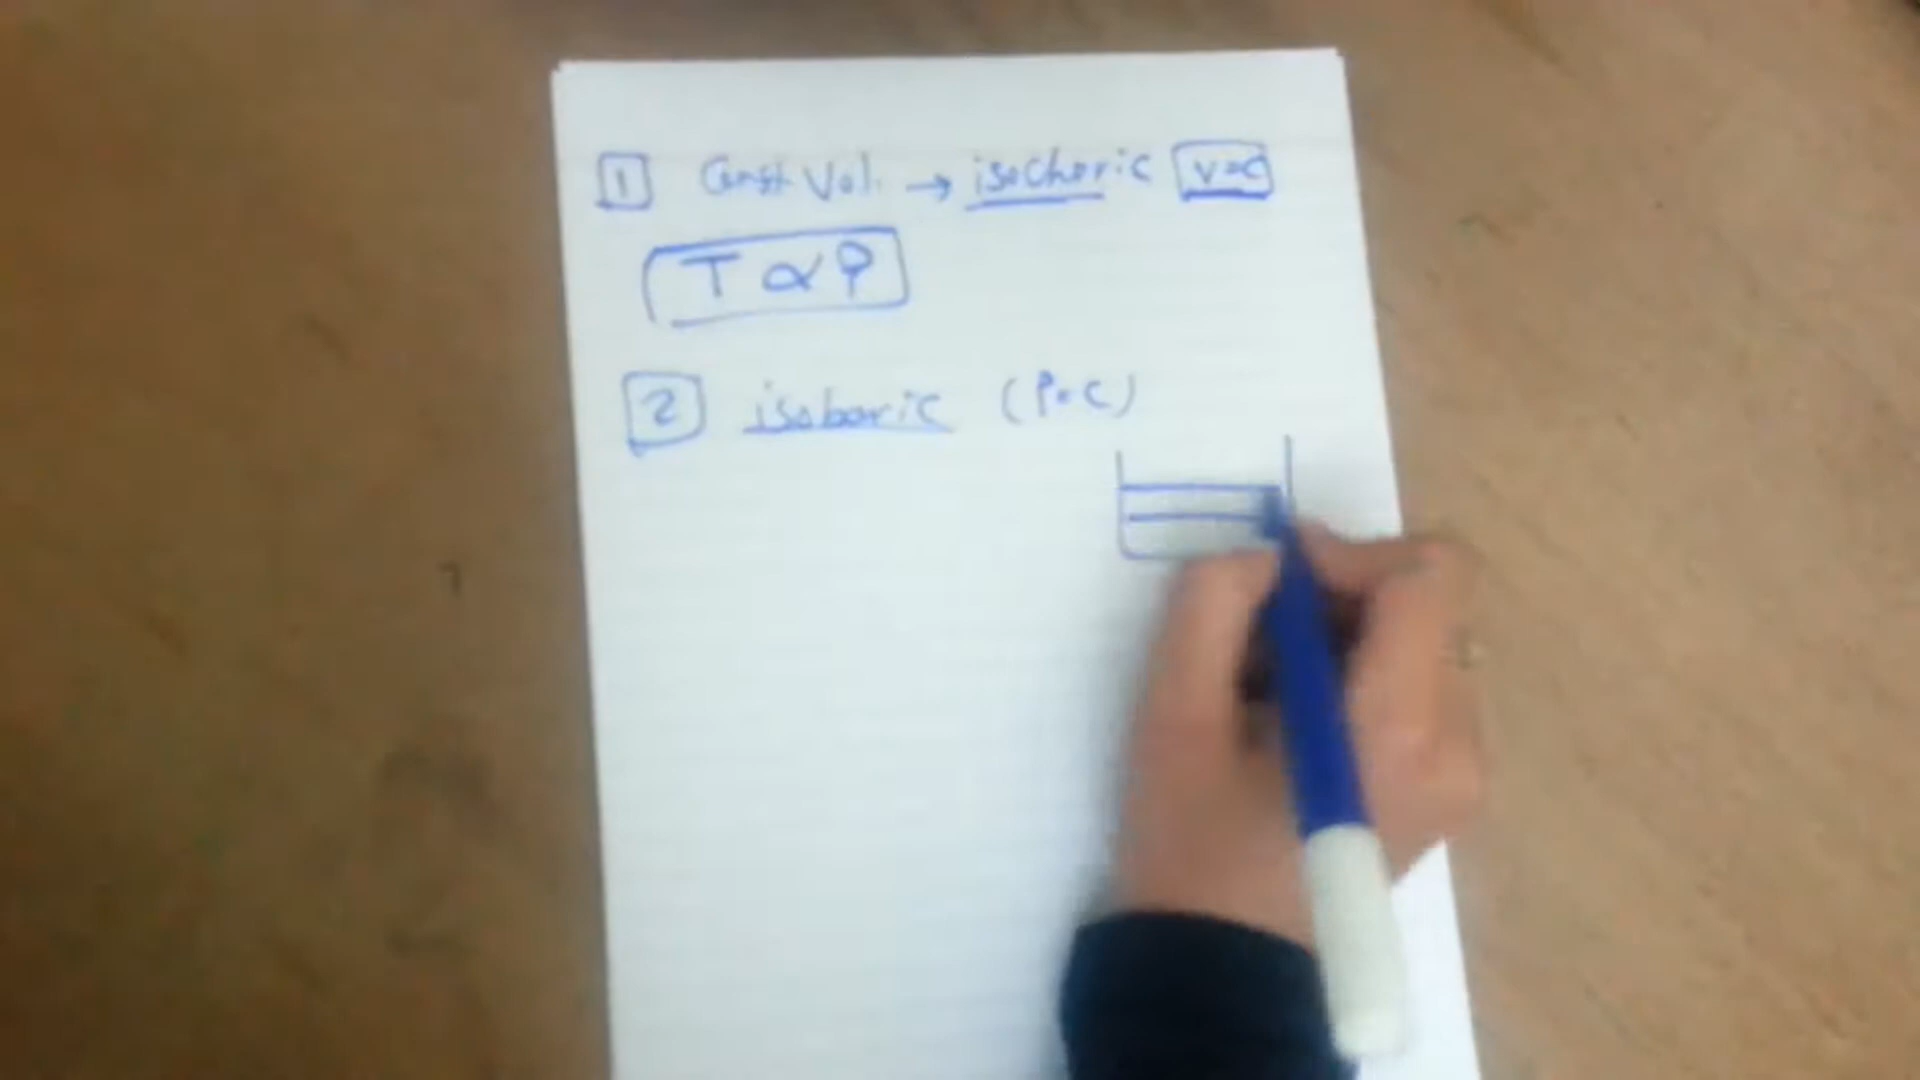 1 Const Vol. → isochoric V=C
T α P
2 isobaric (P=C)